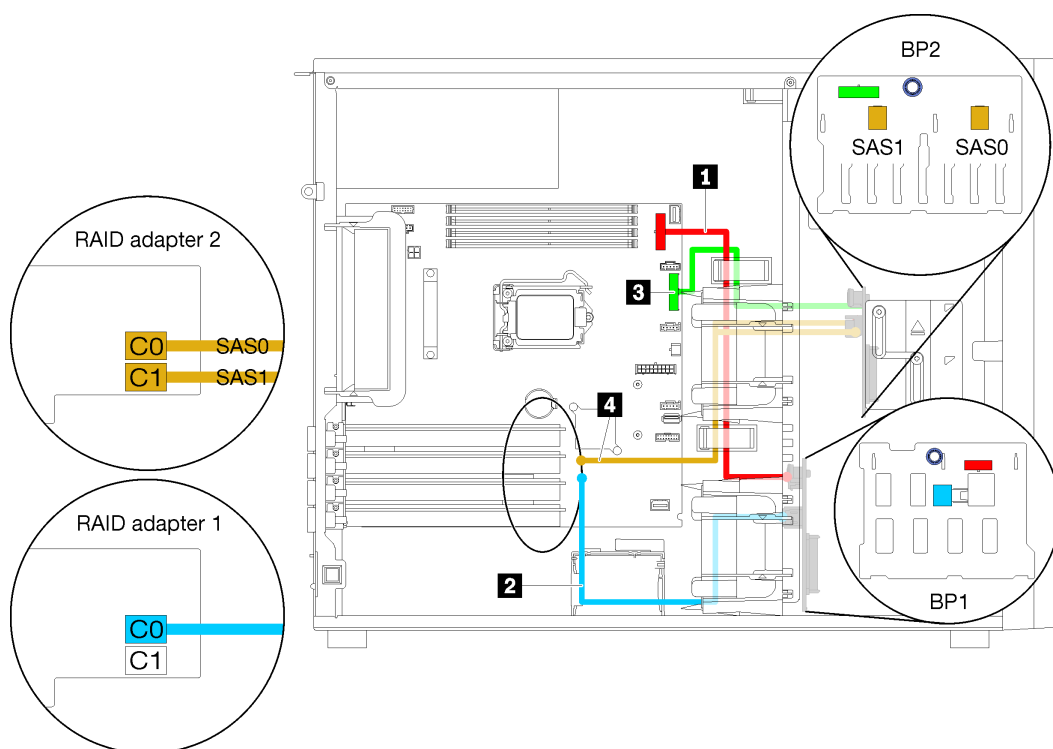 BP2
SAS1 SAS0
1
RAID adapter 2
3
C0 SAS0
C1 SAS1
4
RAID adapter 1
2
BP1
C0
C1